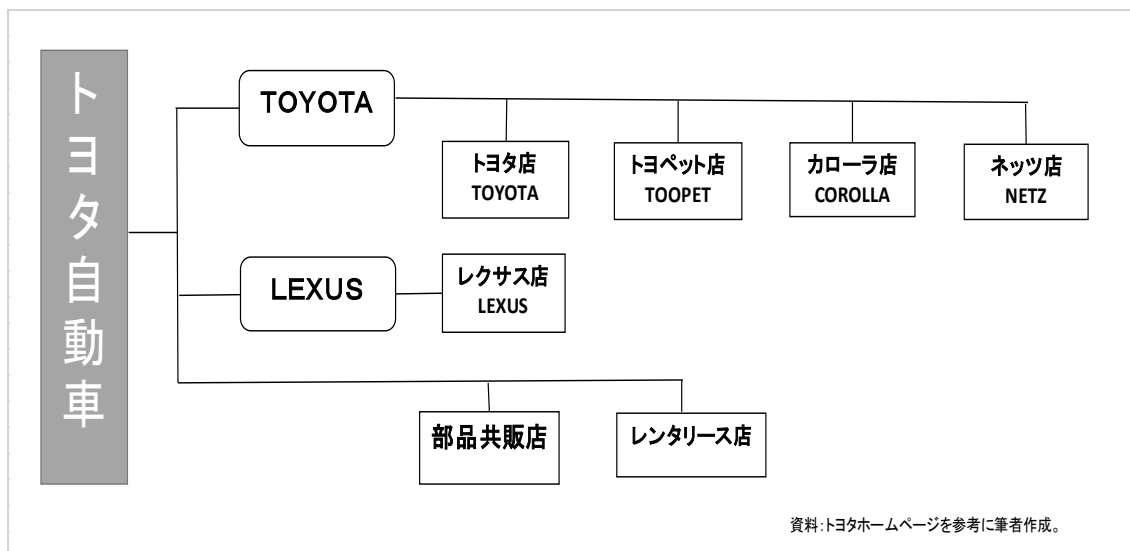 トヨタ自動車
TOYOTA
トヨタ店
TOYOTA
トヨペット店
TOOPET
カローラ店
COROLLA
ネッツ店
NETZ
LEXUS
レクサス店
LEXUS
部品共販店
レンタリース店
資料:トヨタホームページを参考に筆者作成。